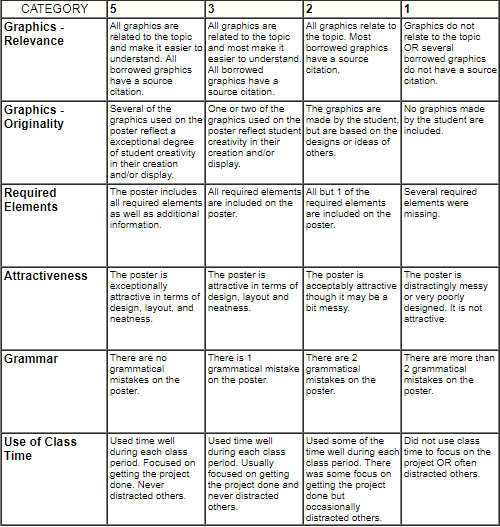 CATEGORY 5 3 2 1
Graphics -
Relevance
All graphics are
related to the topic
and make it easier to
understand. All
borrowed graphics
have a source
citation.
All graphics are
related to the topic
and most make it
easier to understand.
All borrowed
graphics have a
source citation.
All graphics relate to
the topic. Most
borrowed graphics
have a source
citation.
Graphics do not
relate to the topic
OR several
borrowed graphics
do not have a source
citation.
Graphics -
Originality
Several of the
graphics used on the
poster reflect a
exceptional degree
of student creativity
in their creation
and/or display.
One or two of the
graphics used on the
poster reflect student
creativity in their
creation and/or
display.
The graphics are
made by the student,
but are based on the
designs or ideas of
others.
No graphics made
by the student are
included.
Required
Elements
The poster includes
all required elements
as well as additional
information.
All required elements
are included on the
poster.
All but 1 of the
required elements
are included on the
poster.
Several required
elements were
missing.
Attractiveness
The poster is
exceptionally
attractive in terms of
design, layout, and
neatness.
The poster is
attractive in terms of
design, layout and
neatness.
The poster is
acceptably attractive
though it may be a
bit messy.
The poster is
distractingly messy
or very poorly
designed. It is not
attractive.
Grammar
There are no
grammatical
mistakes on the
poster.
There is 1
grammatical mistake
on the poster.
There are 2
grammatical
mistakes on the
poster.
There are more than
2 grammatical
mistakes on the
poster.
Use of Class
Time
Used time well
during each class
period. Focused on
getting the project
done. Never
distracted others.
Used time well
during each class
period. Usually
focused on getting
the project done and
never distracted
others.
Used some of the
time well during each
class period. There
was some focus on
getting the project
done but
occasionally
distracted others.
Did not use class
time to focus on the
project OR often
distracted others.